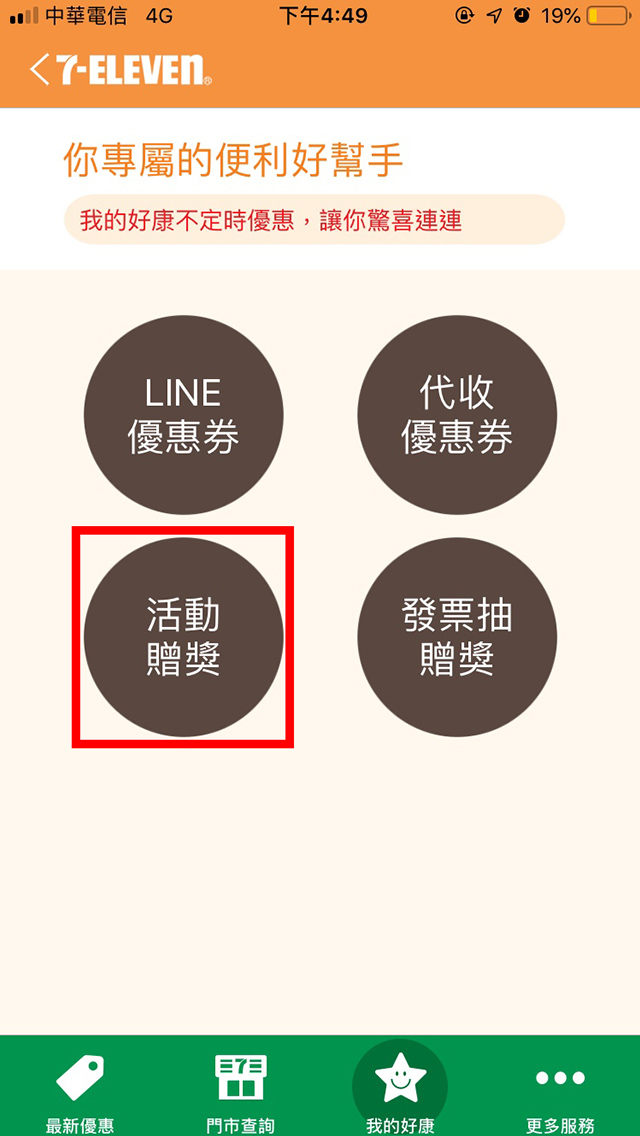 中華電信 4G 下午4:49 19%
7-ELEVEN®
你專屬的便利好幫手
我的好康不定時優惠，讓你驚喜連連
LINE
優惠券
代收
優惠券
活動
贈獎
發票抽
贈獎
7
最新優惠
門市查詢
我的好康
更多服務